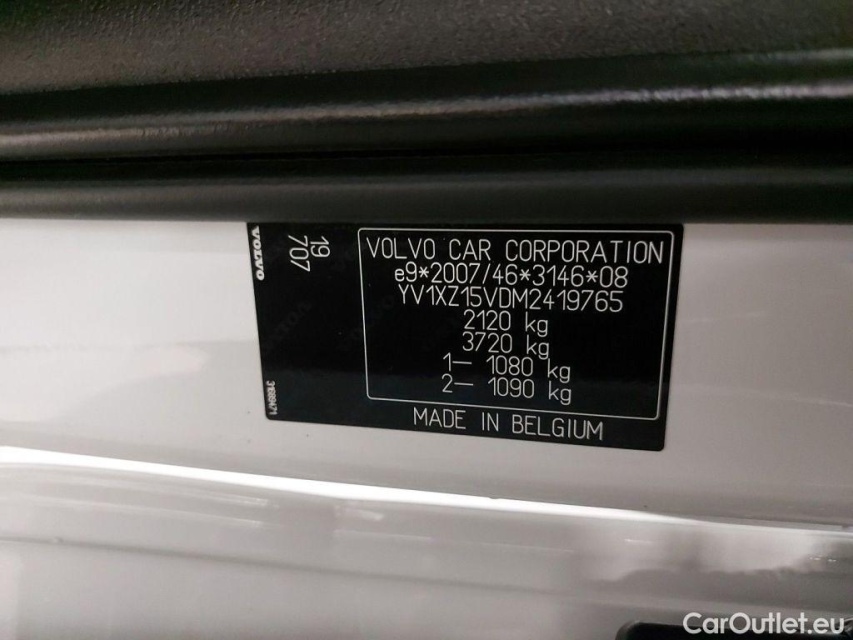 VOLVO
19
707
VOLVO CAR CORPORATION
e9*2007/46*3146*08
YV1XZ15VDM2419765
2120 kg
3720 kg
1– 1080 kg
2– 1090 kg
MADE IN BELGIUM
CarOutlet.eu